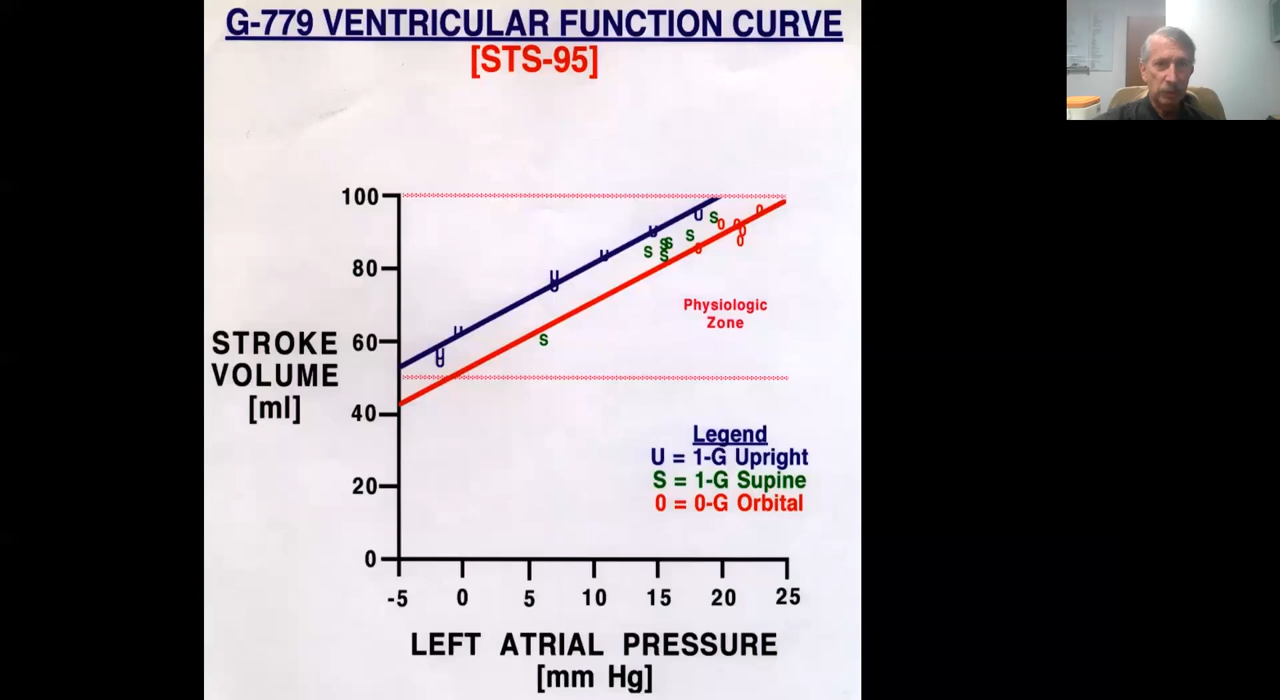 G-779 VENTRICULAR FUNCTION CURVE
[STS-95]
100
80
60
40
20
0
STROKE
VOLUME
[ml]
Physiologic
Zone
Legend
U = 1-G Upright
S = 1-G Supine
0 = 0-G Orbital
-5 0 5 10 15 20 25
LEFT ATRIAL PRESSURE
[mm Hg]